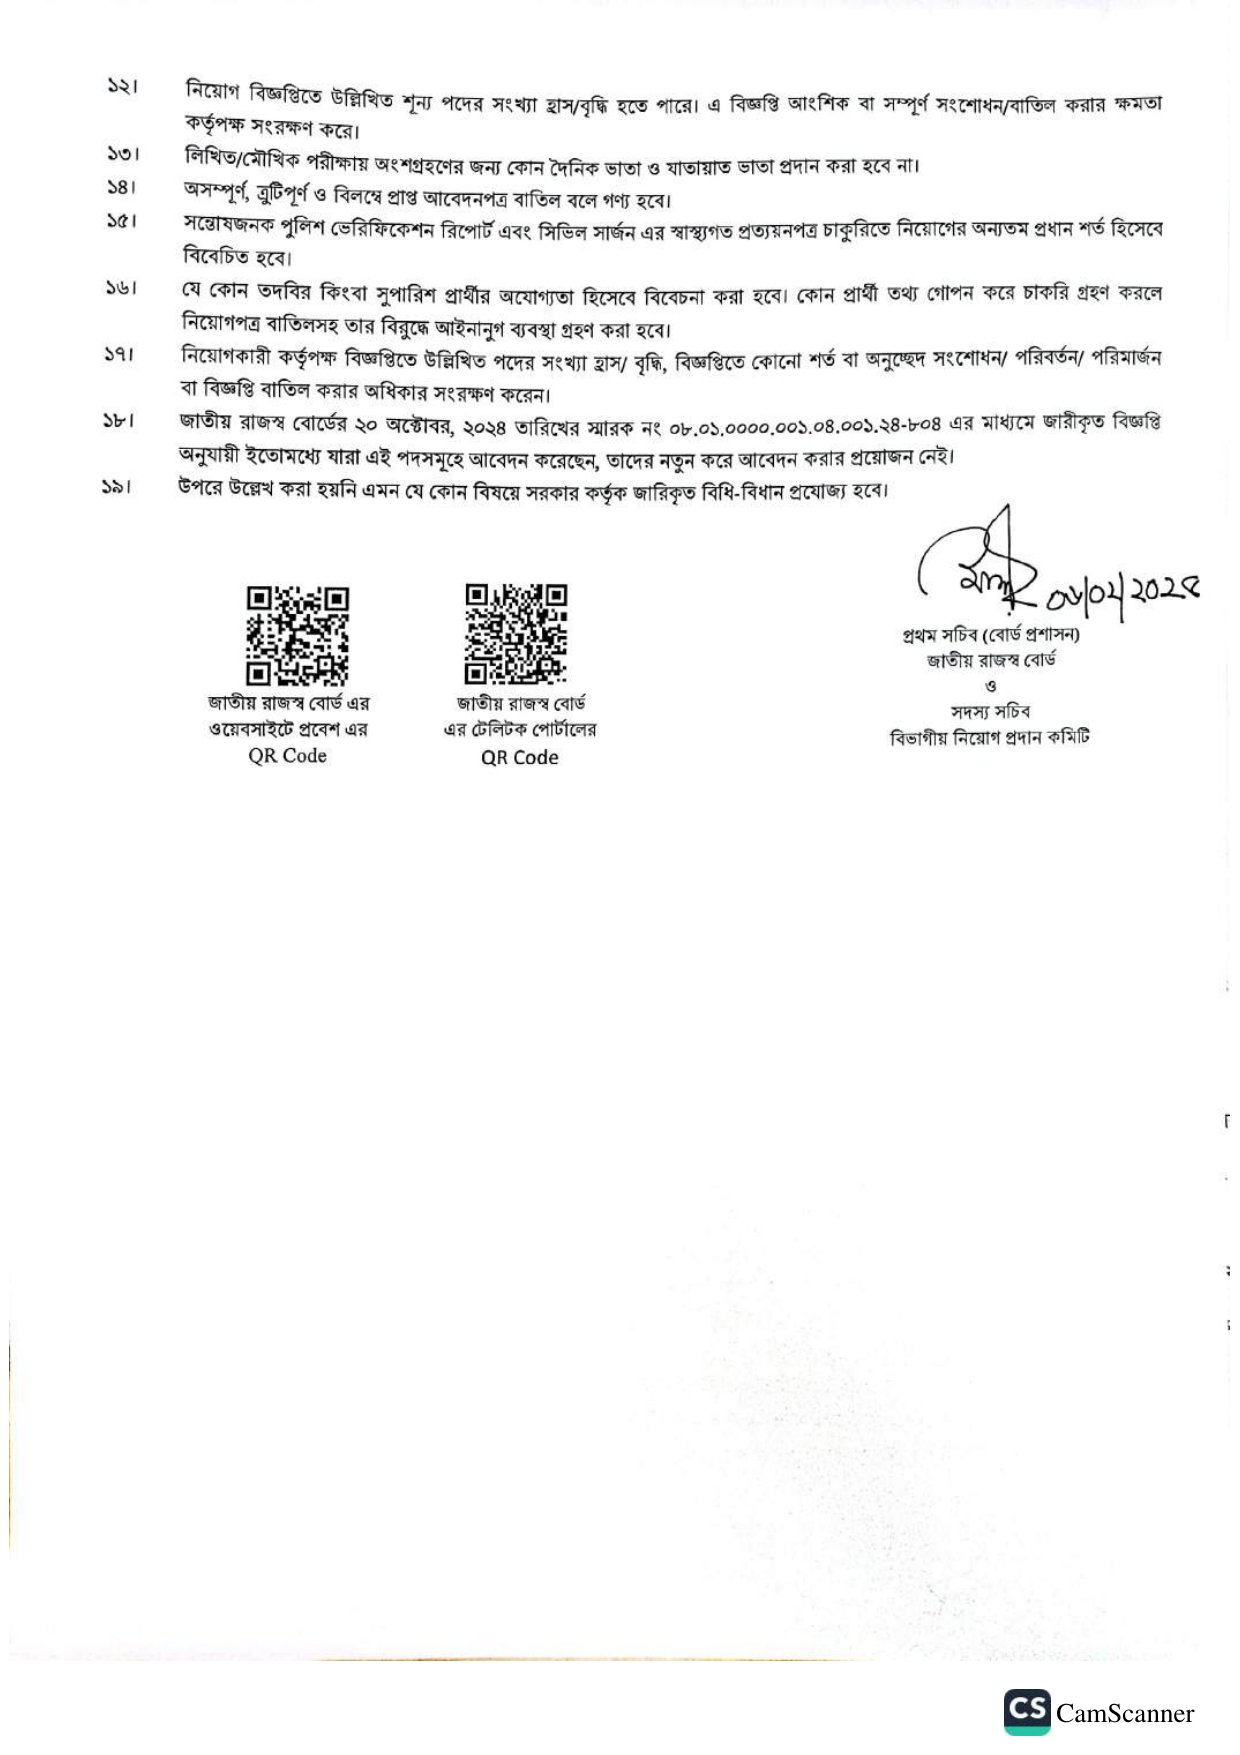 ১২। নিয়োগ বিজ্ঞপ্তিতে উল্লিখিত শূন্য পদের সংখ্যা হ্রাস/বৃদ্ধি হতে পারে। এ বিজ্ঞপ্তি আংশিক বা সম্পূর্ণ সংশোধন/বাতিল করার ক্ষমতা
কর্তৃপক্ষ সংরক্ষণ করে।
১৩। লিখিত/মৌখিক পরীক্ষায় অংশগ্রহণের জন্য কোন দৈনিক ভাতা ও যাতায়াত ভাতা প্রদান করা হবে না।
১৪। অসম্পূর্ণ, ত্রুটিপূর্ণ ও বিলম্বে প্রাপ্ত আবেদনপত্র বাতিল বলে গণ্য হবে।
১৫। সন্তোষজনক পুলিশ ভেরিফিকেশন রিপোর্ট এবং সিভিল সার্জন এর স্বাস্থ্যগত প্রত্যয়নপত্র চাকুরিতে নিয়োগের অন্যতম প্রধান শর্ত হিসেবে
বিবেচিত হবে।
১৬। যে কোন তদবির কিংবা সুপারিশ প্রার্থীর অযোগ্যতা হিসেবে বিবেচনা করা হবে। কোন প্রার্থী তথ্য গোপন করে চাকরি গ্রহণ করলে
নিয়োগপত্র বাতিলসহ তার বিরুদ্ধে আইনানুগ ব্যবস্থা গ্রহণ করা হবে।
১৭। নিয়োগকারী কর্তৃপক্ষ বিজ্ঞপ্তিতে উল্লিখিত পদের সংখ্যা হ্রাস/ বৃদ্ধি, বিজ্ঞপ্তিতে কোনো শর্ত বা অনুচ্ছেদ সংশোধন/ পরিবর্তন/ পরিমার্জন
বা বিজ্ঞপ্তি বাতিল করার অধিকার সংরক্ষণ করেন।
১৮। জাতীয় রাজস্ব বোর্ডের ২০ অক্টোবর, ২০২৪ তারিখের স্মারক নং ০৮.০১.০০০০.০০১.০৪.০০১.২৪-৮০৪ এর মাধ্যমে জারীকৃত বিজ্ঞপ্তি
অনুযায়ী ইতোমধ্যে যারা এই পদসমূহে আবেদন করেছেন, তাদের নতুন করে আবেদন করার প্রয়োজন নেই।
১৯। উপরে উল্লেখ করা হয়নি এমন যে কোন বিষয়ে সরকার কর্তৃক জারিকৃত বিধি-বিধান প্রযোজ্য হবে।
প্রথম সচিব (বোর্ড প্রশাসন)
জাতীয় রাজস্ব বোর্ড
ও
সদস্য সচিব
বিভাগীয় নিয়োগ প্রদান কমিটি
জাতীয় রাজস্ব বোর্ড এর
ওয়েবসাইটে প্রবেশ এর
QR Code
জাতীয় রাজস্ব বোর্ড
এর টেলিটক পোর্টালের
QR Code
CS CamScanner